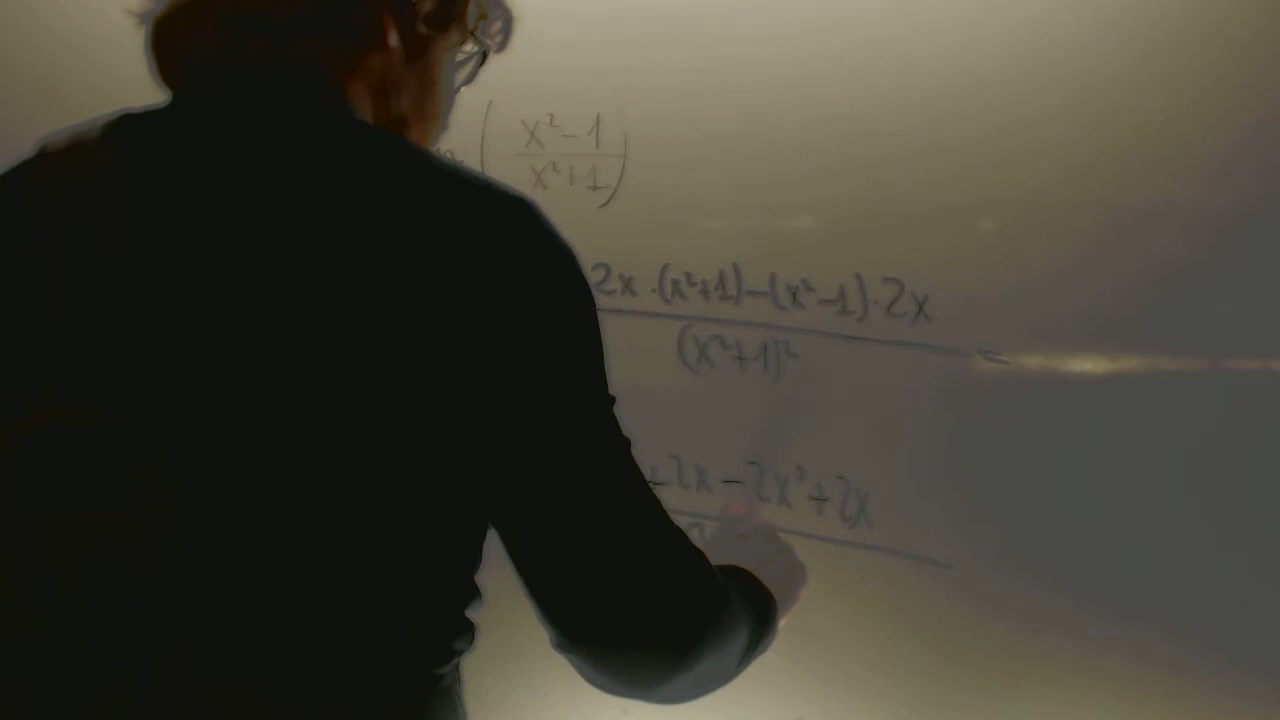 (x²-1 / x²+1)
2x·(x²+1)-(x²-1)·2x / (x²+1)² =
+2x-2x³+2x